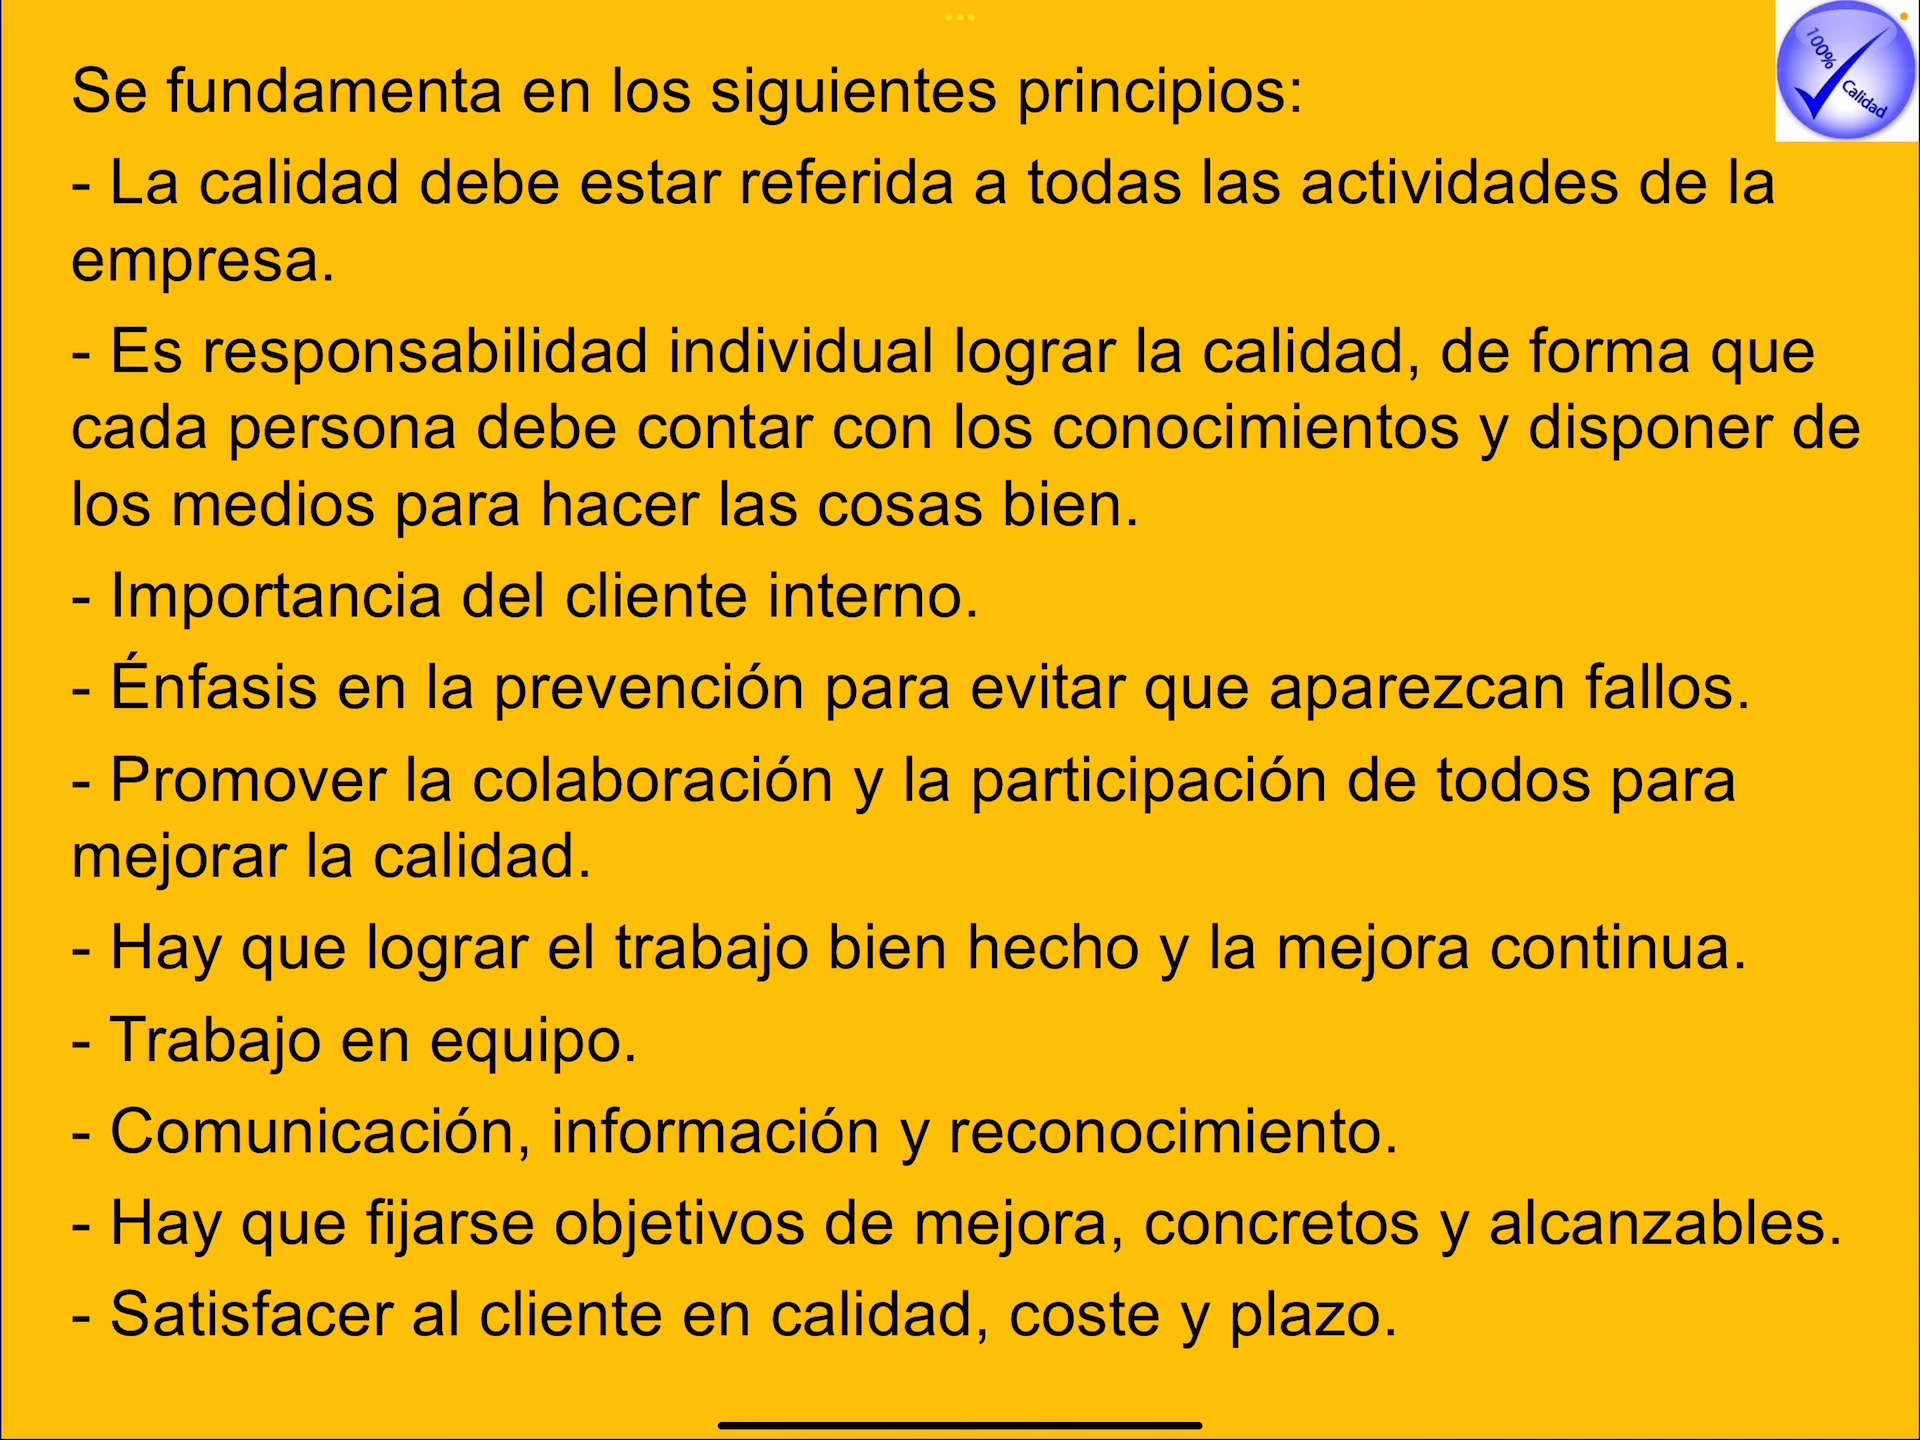 100%
Calidad
Se fundamenta en los siguientes principios:
- La calidad debe estar referida a todas las actividades de la
empresa.
- Es responsabilidad individual lograr la calidad, de forma que
cada persona debe contar con los conocimientos y disponer de
los medios para hacer las cosas bien.
- Importancia del cliente interno.
- Énfasis en la prevención para evitar que aparezcan fallos.
- Promover la colaboración y la participación de todos para
mejorar la calidad.
- Hay que lograr el trabajo bien hecho y la mejora continua.
- Trabajo en equipo.
- Comunicación, información y reconocimiento.
- Hay que fijarse objetivos de mejora, concretos y alcanzables.
- Satisfacer al cliente en calidad, coste y plazo.